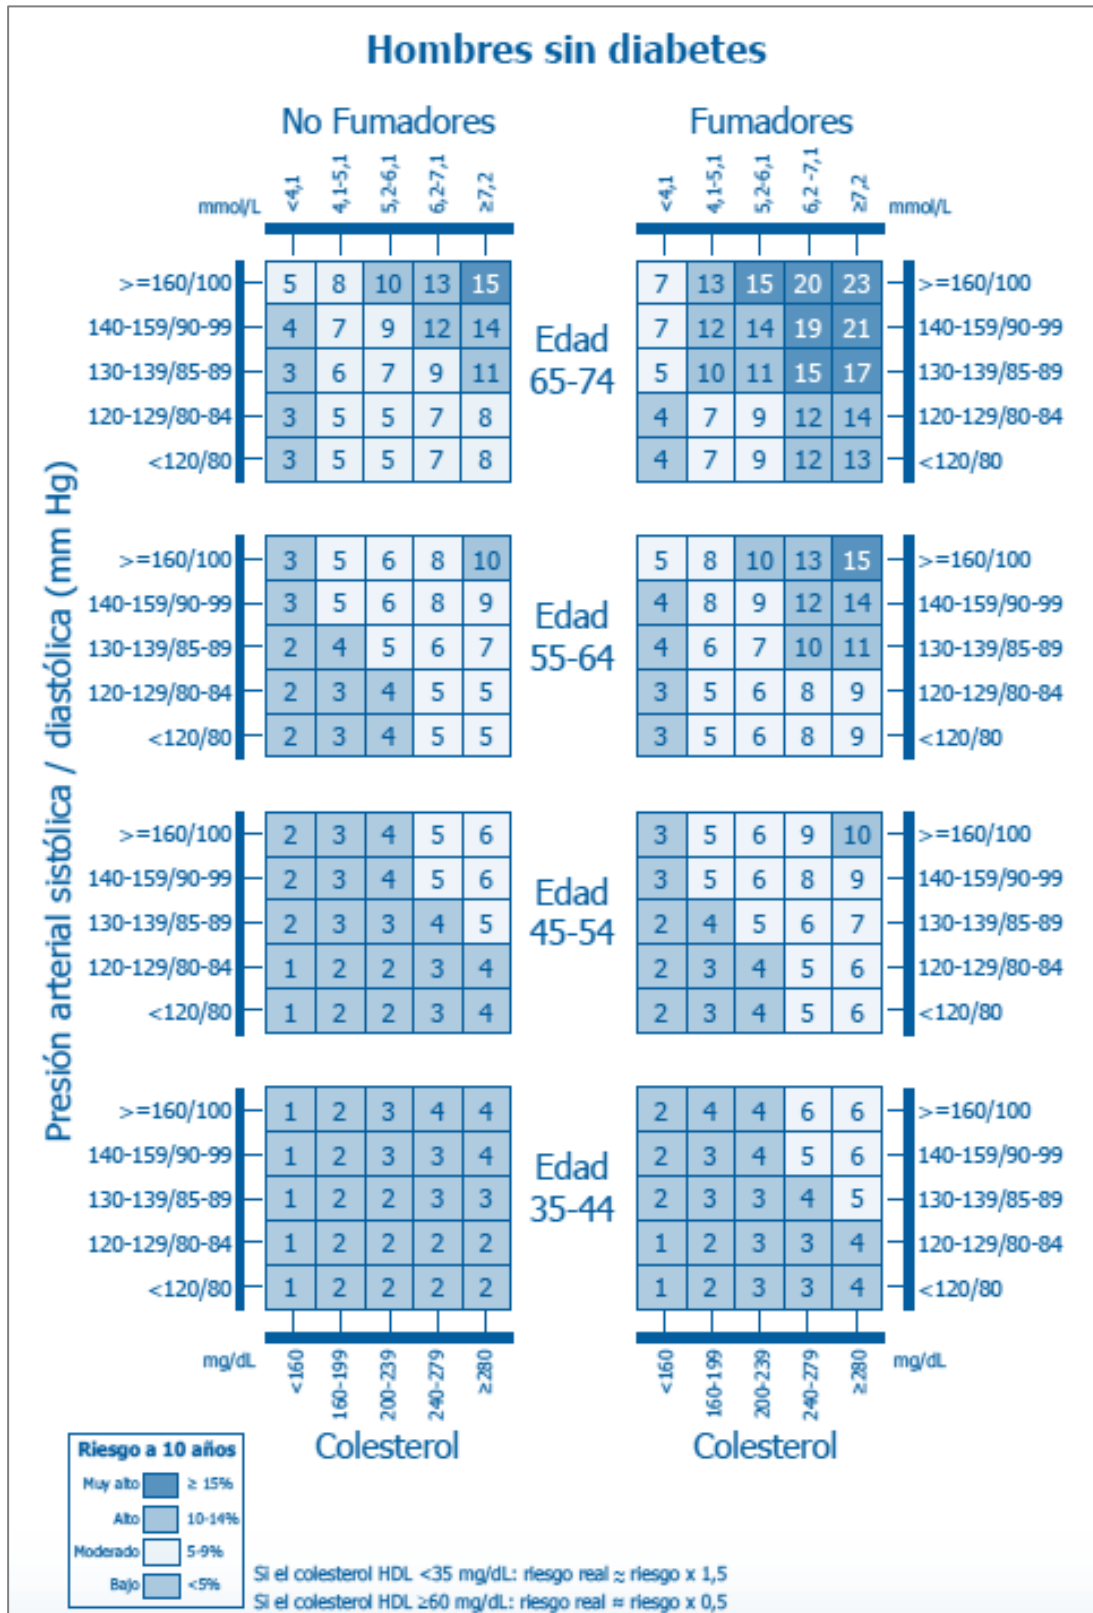 Hombres sin diabetes
No Fumadores Fumadores
mmol/L <4,1 4,1-5,1 5,2-6,1 6,2-7,1 ≥7,2 <4,1 4,1-5,1 5,2-6,1 6,2 -7,1 ≥7,2 mmol/L
Presión arterial sistólica / diastólica (mm Hg)
Edad 65-74
>=160/100 5 8 10 13 15 7 13 15 20 23 >=160/100
140-159/90-99 4 7 9 12 14 7 12 14 19 21 140-159/90-99
130-139/85-89 3 6 7 9 11 5 10 11 15 17 130-139/85-89
120-129/80-84 3 5 5 7 8 4 7 9 12 14 120-129/80-84
<120/80 3 5 5 7 8 4 7 9 12 13 <120/80
Edad 55-64
>=160/100 3 5 6 8 10 5 8 10 13 15 >=160/100
140-159/90-99 3 5 6 8 9 4 8 9 12 14 140-159/90-99
130-139/85-89 2 4 5 6 7 4 6 7 10 11 130-139/85-89
120-129/80-84 2 3 4 5 5 3 5 6 8 9 120-129/80-84
<120/80 2 3 4 5 5 3 5 6 8 9 <120/80
Edad 45-54
>=160/100 2 3 4 5 6 3 5 6 9 10 >=160/100
140-159/90-99 2 3 4 5 6 3 5 6 8 9 140-159/90-99
130-139/85-89 2 3 3 4 5 2 4 5 6 7 130-139/85-89
120-129/80-84 1 2 2 3 4 2 3 4 5 6 120-129/80-84
<120/80 1 2 2 3 4 2 3 4 5 6 <120/80
Edad 35-44
>=160/100 1 2 3 4 4 2 4 4 6 6 >=160/100
140-159/90-99 1 2 3 3 4 2 3 4 5 6 140-159/90-99
130-139/85-89 1 2 2 3 3 2 3 3 4 5 130-139/85-89
120-129/80-84 1 2 2 2 2 1 2 3 3 4 120-129/80-84
<120/80 1 2 2 2 2 1 2 3 3 4 <120/80
mg/dL <160 160-199 200-239 240-279 ≥280 <160 160-199 200-239 240-279 ≥280 mg/dL
Colesterol Colesterol
Riesgo a 10 años
Muy alto ≥ 15%
Alto 10-14%
Moderado 5-9%
Bajo <5%
Si el colesterol HDL <35 mg/dL: riesgo real ≈ riesgo x 1,5
Si el colesterol HDL ≥60 mg/dL: riesgo real ≈ riesgo x 0,5